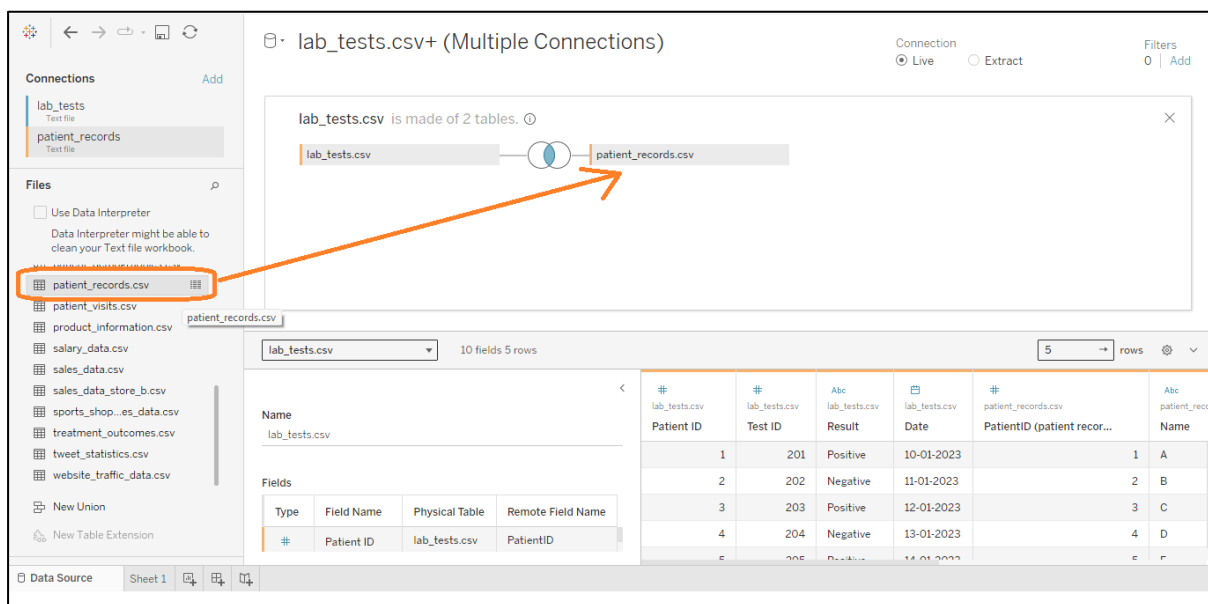 lab_tests.csv+ (Multiple Connections)
Connection
Live
Extract
Filters
0 | Add
Connections
Add
lab_tests
Text file
patient_records
Text file
Files
Use Data Interpreter
Data Interpreter might be able to
clean your Text file workbook.
patient_records.csv
patient_visits.csv
product_information.csv
salary_data.csv
sales_data.csv
sales_data_store_b.csv
sports_shop...es_data.csv
treatment_outcomes.csv
tweet_statistics.csv
website_traffic_data.csv
New Union
New Table Extension
patient_records.csv
lab_tests.csv is made of 2 tables.
lab_tests.csv
patient_records.csv
lab_tests.csv
10 fields 5 rows
5
rows
Name
lab_tests.csv
Fields
Type Field Name Physical Table Remote Field Name
# Patient ID lab_tests.csv PatientID
# # Abc # Abc
lab_tests.csv lab_tests.csv lab_tests.csv lab_tests.csv patient_records.csv patient_rec
Patient ID Test ID Result Date PatientID (patient recor... Name
1 201 Positive 10-01-2023 1 A
2 202 Negative 11-01-2023 2 B
3 203 Positive 12-01-2023 3 C
4 204 Negative 13-01-2023 4 D
Data Source
Sheet 1